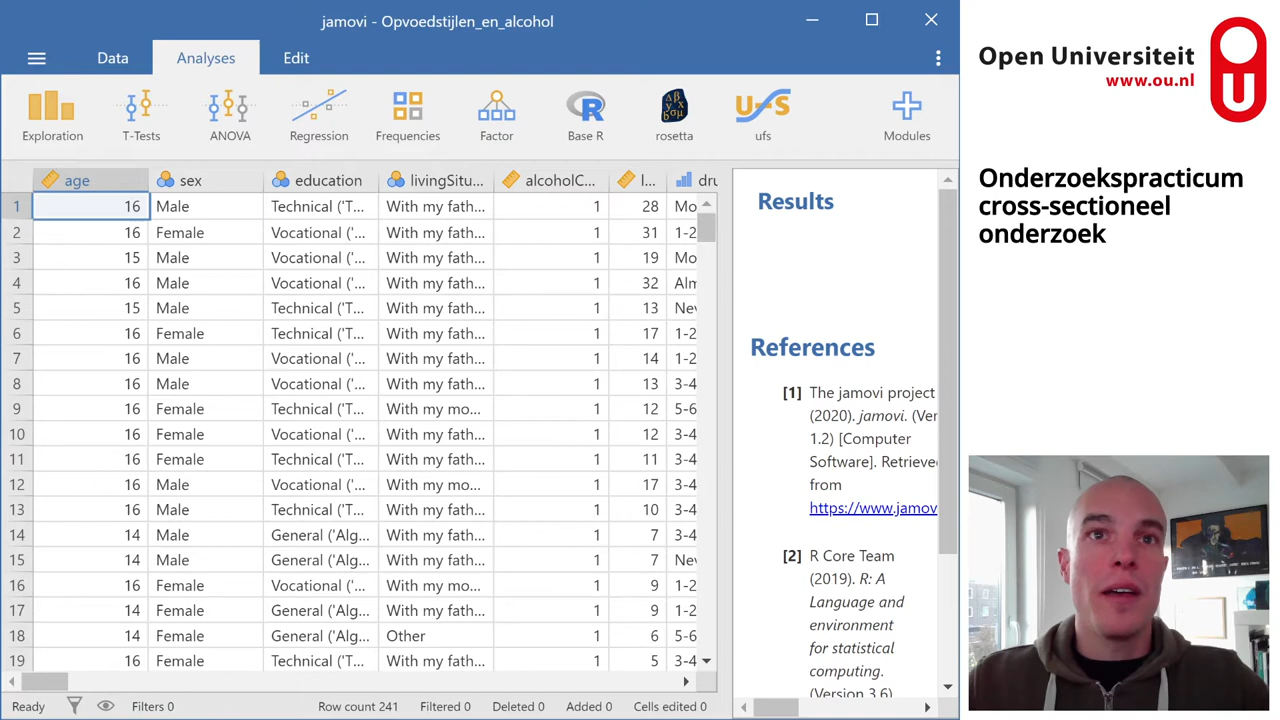 jamovi - Opvoedstijlen_en_alcohol
Data Analyses Edit
Exploration T-Tests ANOVA Regression Frequencies Factor Base R rosetta ufs Modules
age sex education livingSitu... alcoholC... l... dru
1 16 Male Technical ('T... With my fath... 1 28 Mo
2 16 Female Vocational ('... With my fath... 1 31 1-2
3 15 Male Vocational ('... With my fath... 1 19 Mo
4 16 Male Vocational ('... With my fath... 1 32 Alm
5 15 Male Technical ('T... With my fath... 1 13 Nev
6 16 Female Technical ('T... With my fath... 1 17 1-2
7 16 Male Vocational ('... With my fath... 1 14 1-2
8 16 Male Vocational ('... With my fath... 1 13 3-4
9 16 Female Technical ('T... With my mo... 1 12 5-6
10 16 Female Vocational ('... With my fath... 1 12 3-4
11 16 Female Technical ('T... With my fath... 1 11 3-4
12 16 Male Vocational ('... With my mo... 1 17 3-4
13 16 Male Technical ('T... With my fath... 1 10 3-4
14 14 Male General ('Alg... With my fath... 1 7 3-4
15 14 Male General ('Alg... With my fath... 1 7 Nev
16 16 Female Vocational ('... With my mo... 1 9 1-2
17 14 Female General ('Alg... With my fath... 1 9 1-2
18 14 Female General ('Alg... Other 1 6 5-6
19 16 Female Technical ('T... With my fath... 1 5 3-4
Ready Filters 0 Row count 241 Filtered 0 Deleted 0 Added 0 Cells edited 0
Results
References
[1] The jamovi project
(2020). jamovi. (Ver
1.2) [Computer
Software]. Retrieved
from
https://www.jamov
[2] R Core Team
(2019). R: A
Language and
environment
for statistical
computing.
(Version 3.6)
Open Universiteit
www.ou.nl
OU
Onderzoekspracticum
cross-sectioneel
onderzoek